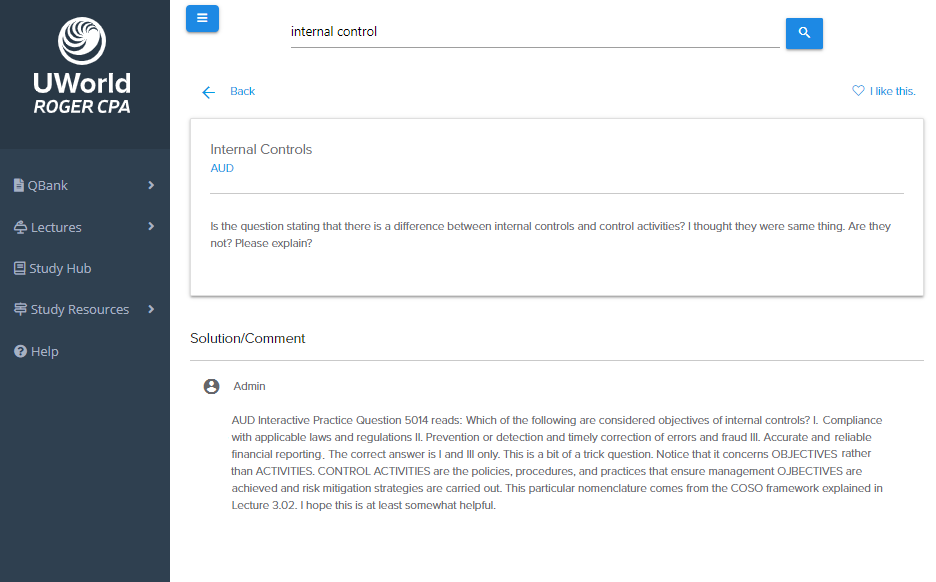 internal control
UWorld
ROGER CPA
Back
I like this.
Internal Controls
AUD
QBank
Is the question stating that there is a difference between internal controls and control activities? I thought they were same thing. Are they
not? Please explain?
Lectures
Study Hub
Study Resources
Help
Solution/Comment
Admin
AUD Interactive Practice Question 5014 reads: Which of the following are considered objectives of internal controls? I. Compliance
with applicable laws and regulations II. Prevention or detection and timely correction of errors and fraud III. Accurate and reliable
financial reporting. The correct answer is I and III only. This is a bit of a trick question. Notice that it concerns OBJECTIVES rather
than ACTIVITIES. CONTROL ACTIVITIES are the policies, procedures, and practices that ensure management OJBECTIVES are
achieved and risk mitigation strategies are carried out. This particular nomenclature comes from the COSO framework explained in
Lecture 3.02. I hope this is at least somewhat helpful.